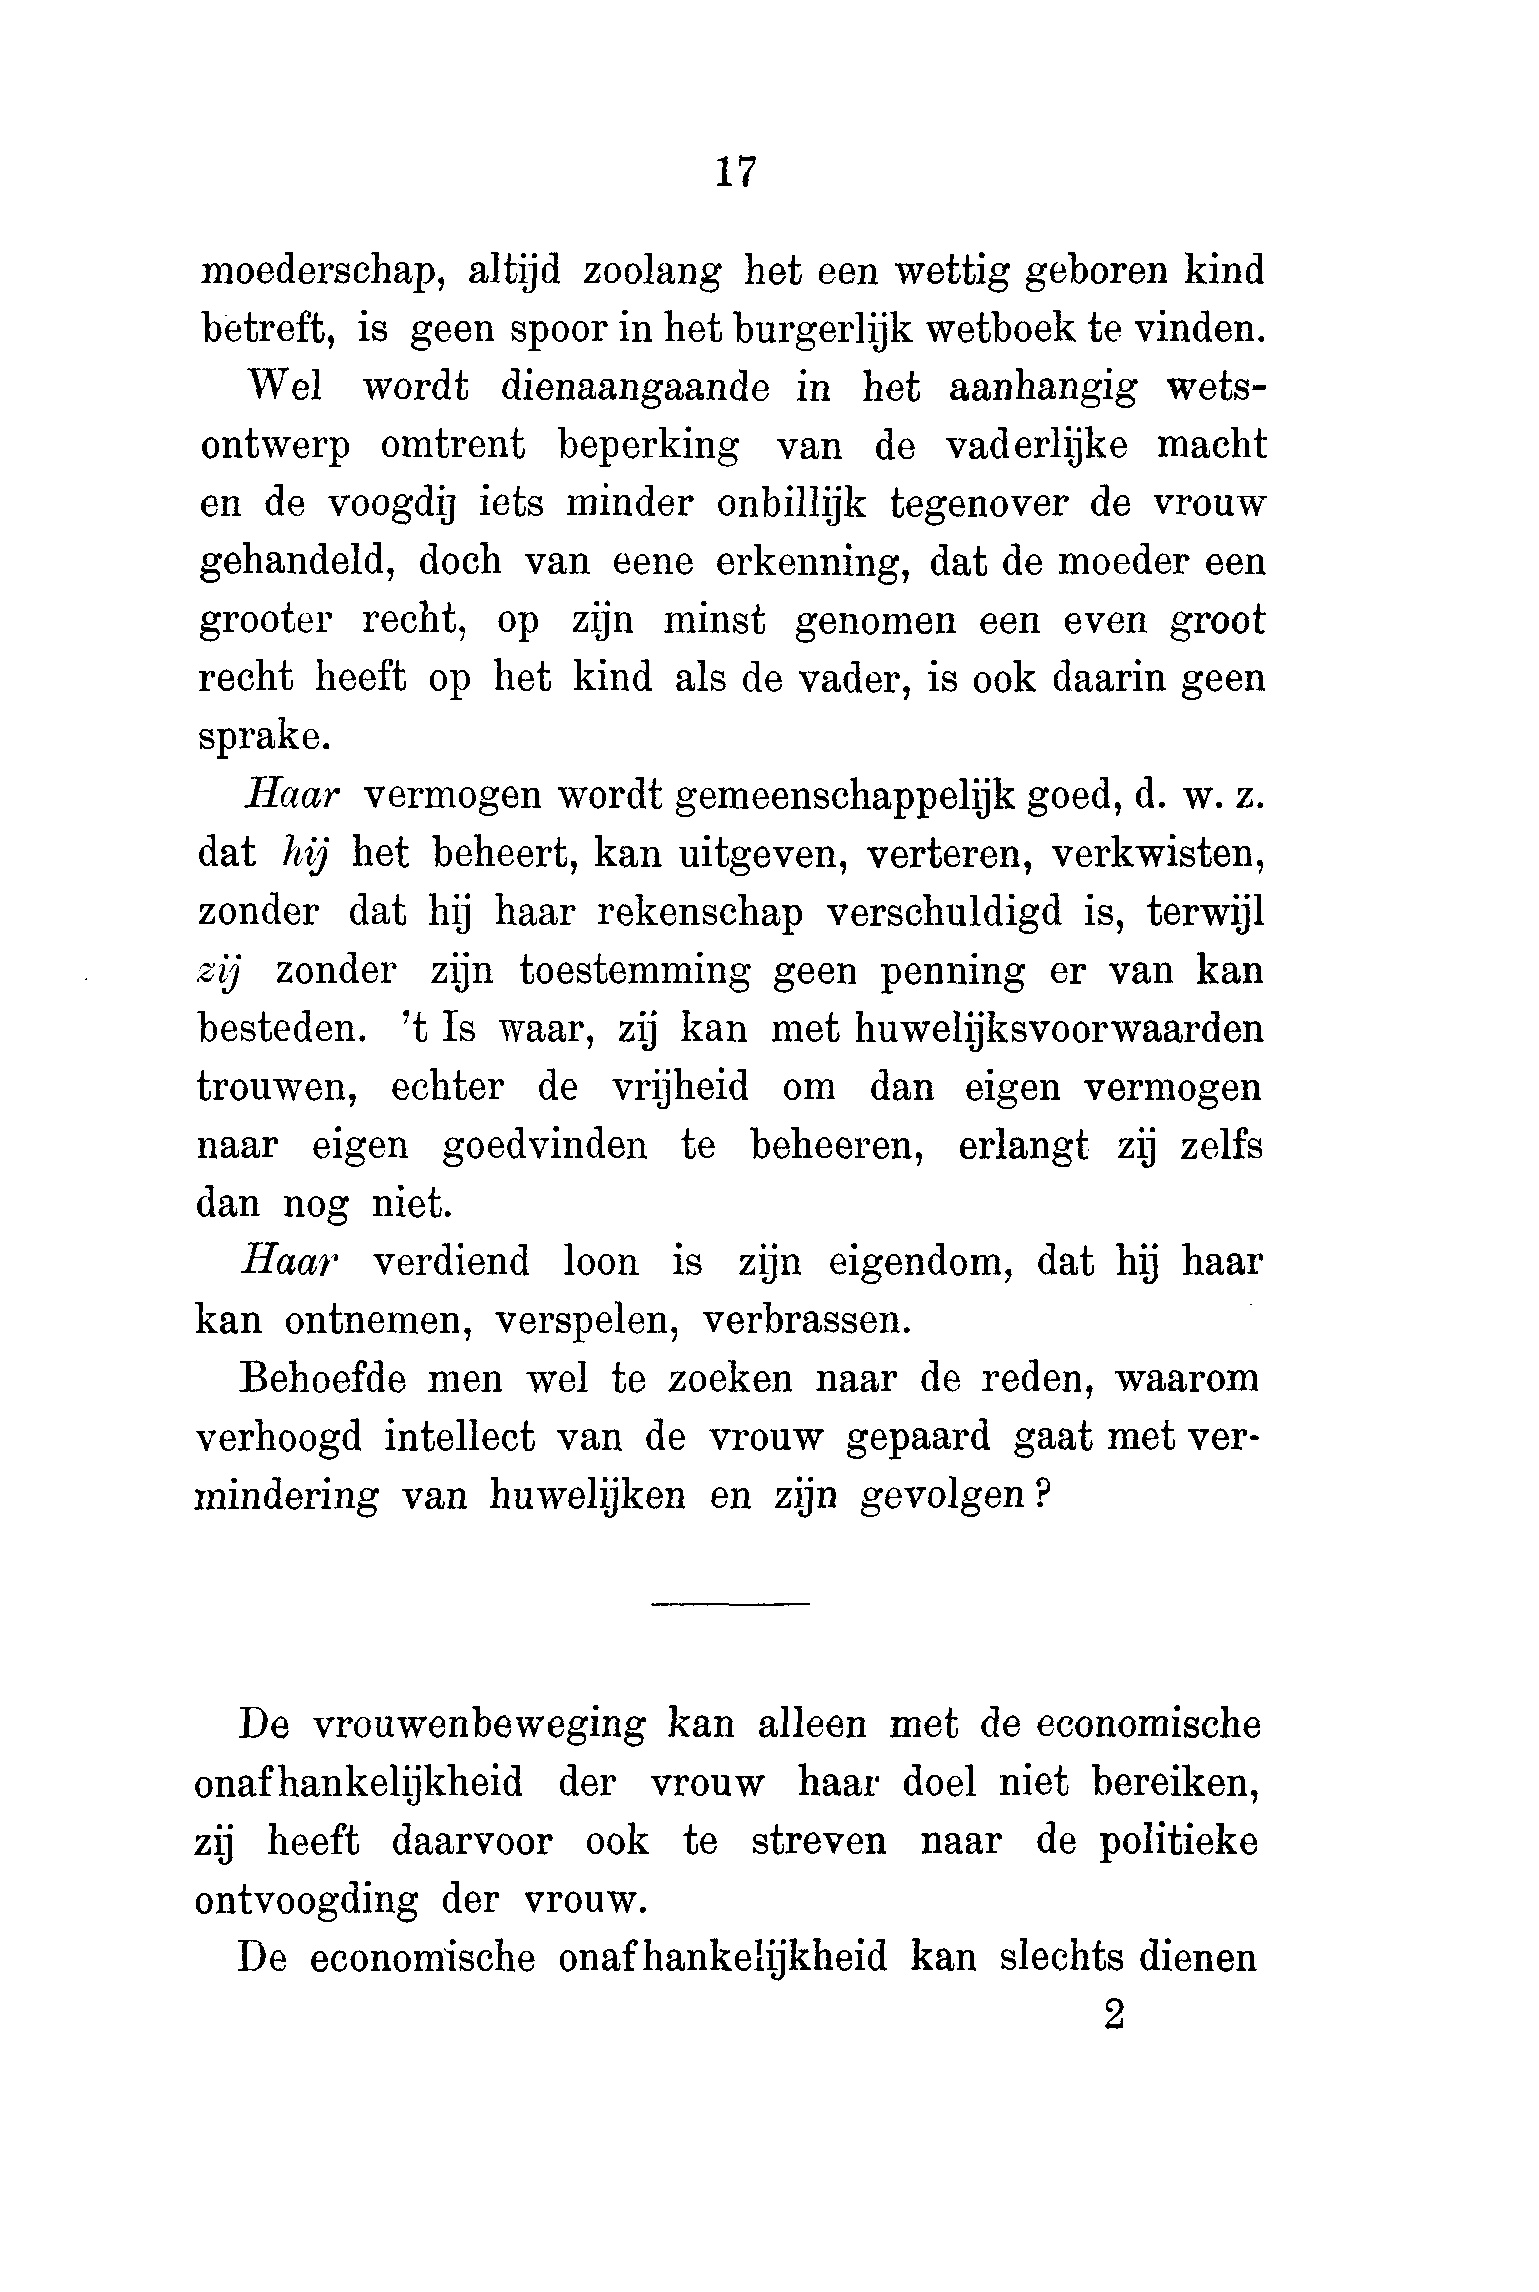 17
moederschap, altijd zoolang het een wettig geboren kind
betreft, is geen spoor in het burgerlijk wetboek te vinden.
Wel wordt dienaangaande in het aanhangig wets-
ontwerp omtrent beperking van de vaderlijke macht
en de voogdij iets minder onbillijk tegenover de vrouw
gehandeld, doch van eene erkenning, dat de moeder een
grooter recht, op zijn minst genomen een even groot
recht heeft op het kind als de vader, is ook daarin geen
sprake.
Haar vermogen wordt gemeenschappelijk goed, d. w. z.
dat hij het beheert, kan uitgeven, verteren, verkwisten,
zonder dat hij haar rekenschap verschuldigd is, terwijl
zij zonder zijn toestemming geen penning er van kan
besteden. 't Is waar, zij kan met huwelijksvoorwaarden
trouwen, echter de vrijheid om dan eigen vermogen
naar eigen goedvinden te beheeren, erlangt zij zelfs
dan nog niet.
Haar verdiend loon is zijn eigendom, dat hij haar
kan ontnemen, verspelen, verbrassen.
Behoefde men wel te zoeken naar de reden, waarom
verhoogd intellect van de vrouw gepaard gaat met ver-
mindering van huwelijken en zijn gevolgen?
De vrouwenbeweging kan alleen met de economische
onafhankelijkheid der vrouw haar doel niet bereiken,
zij heeft daarvoor ook te streven naar de politieke
ontvoogding der vrouw.
De economische onafhankelijkheid kan slechts dienen
2